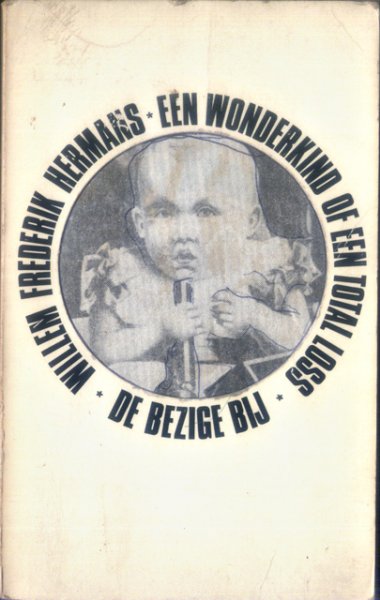 WILLEM FREDERIK HERMANS * EEN WONDERKIND OF EEN TOTAL LOSS *
DE BEZIGE BIJ *